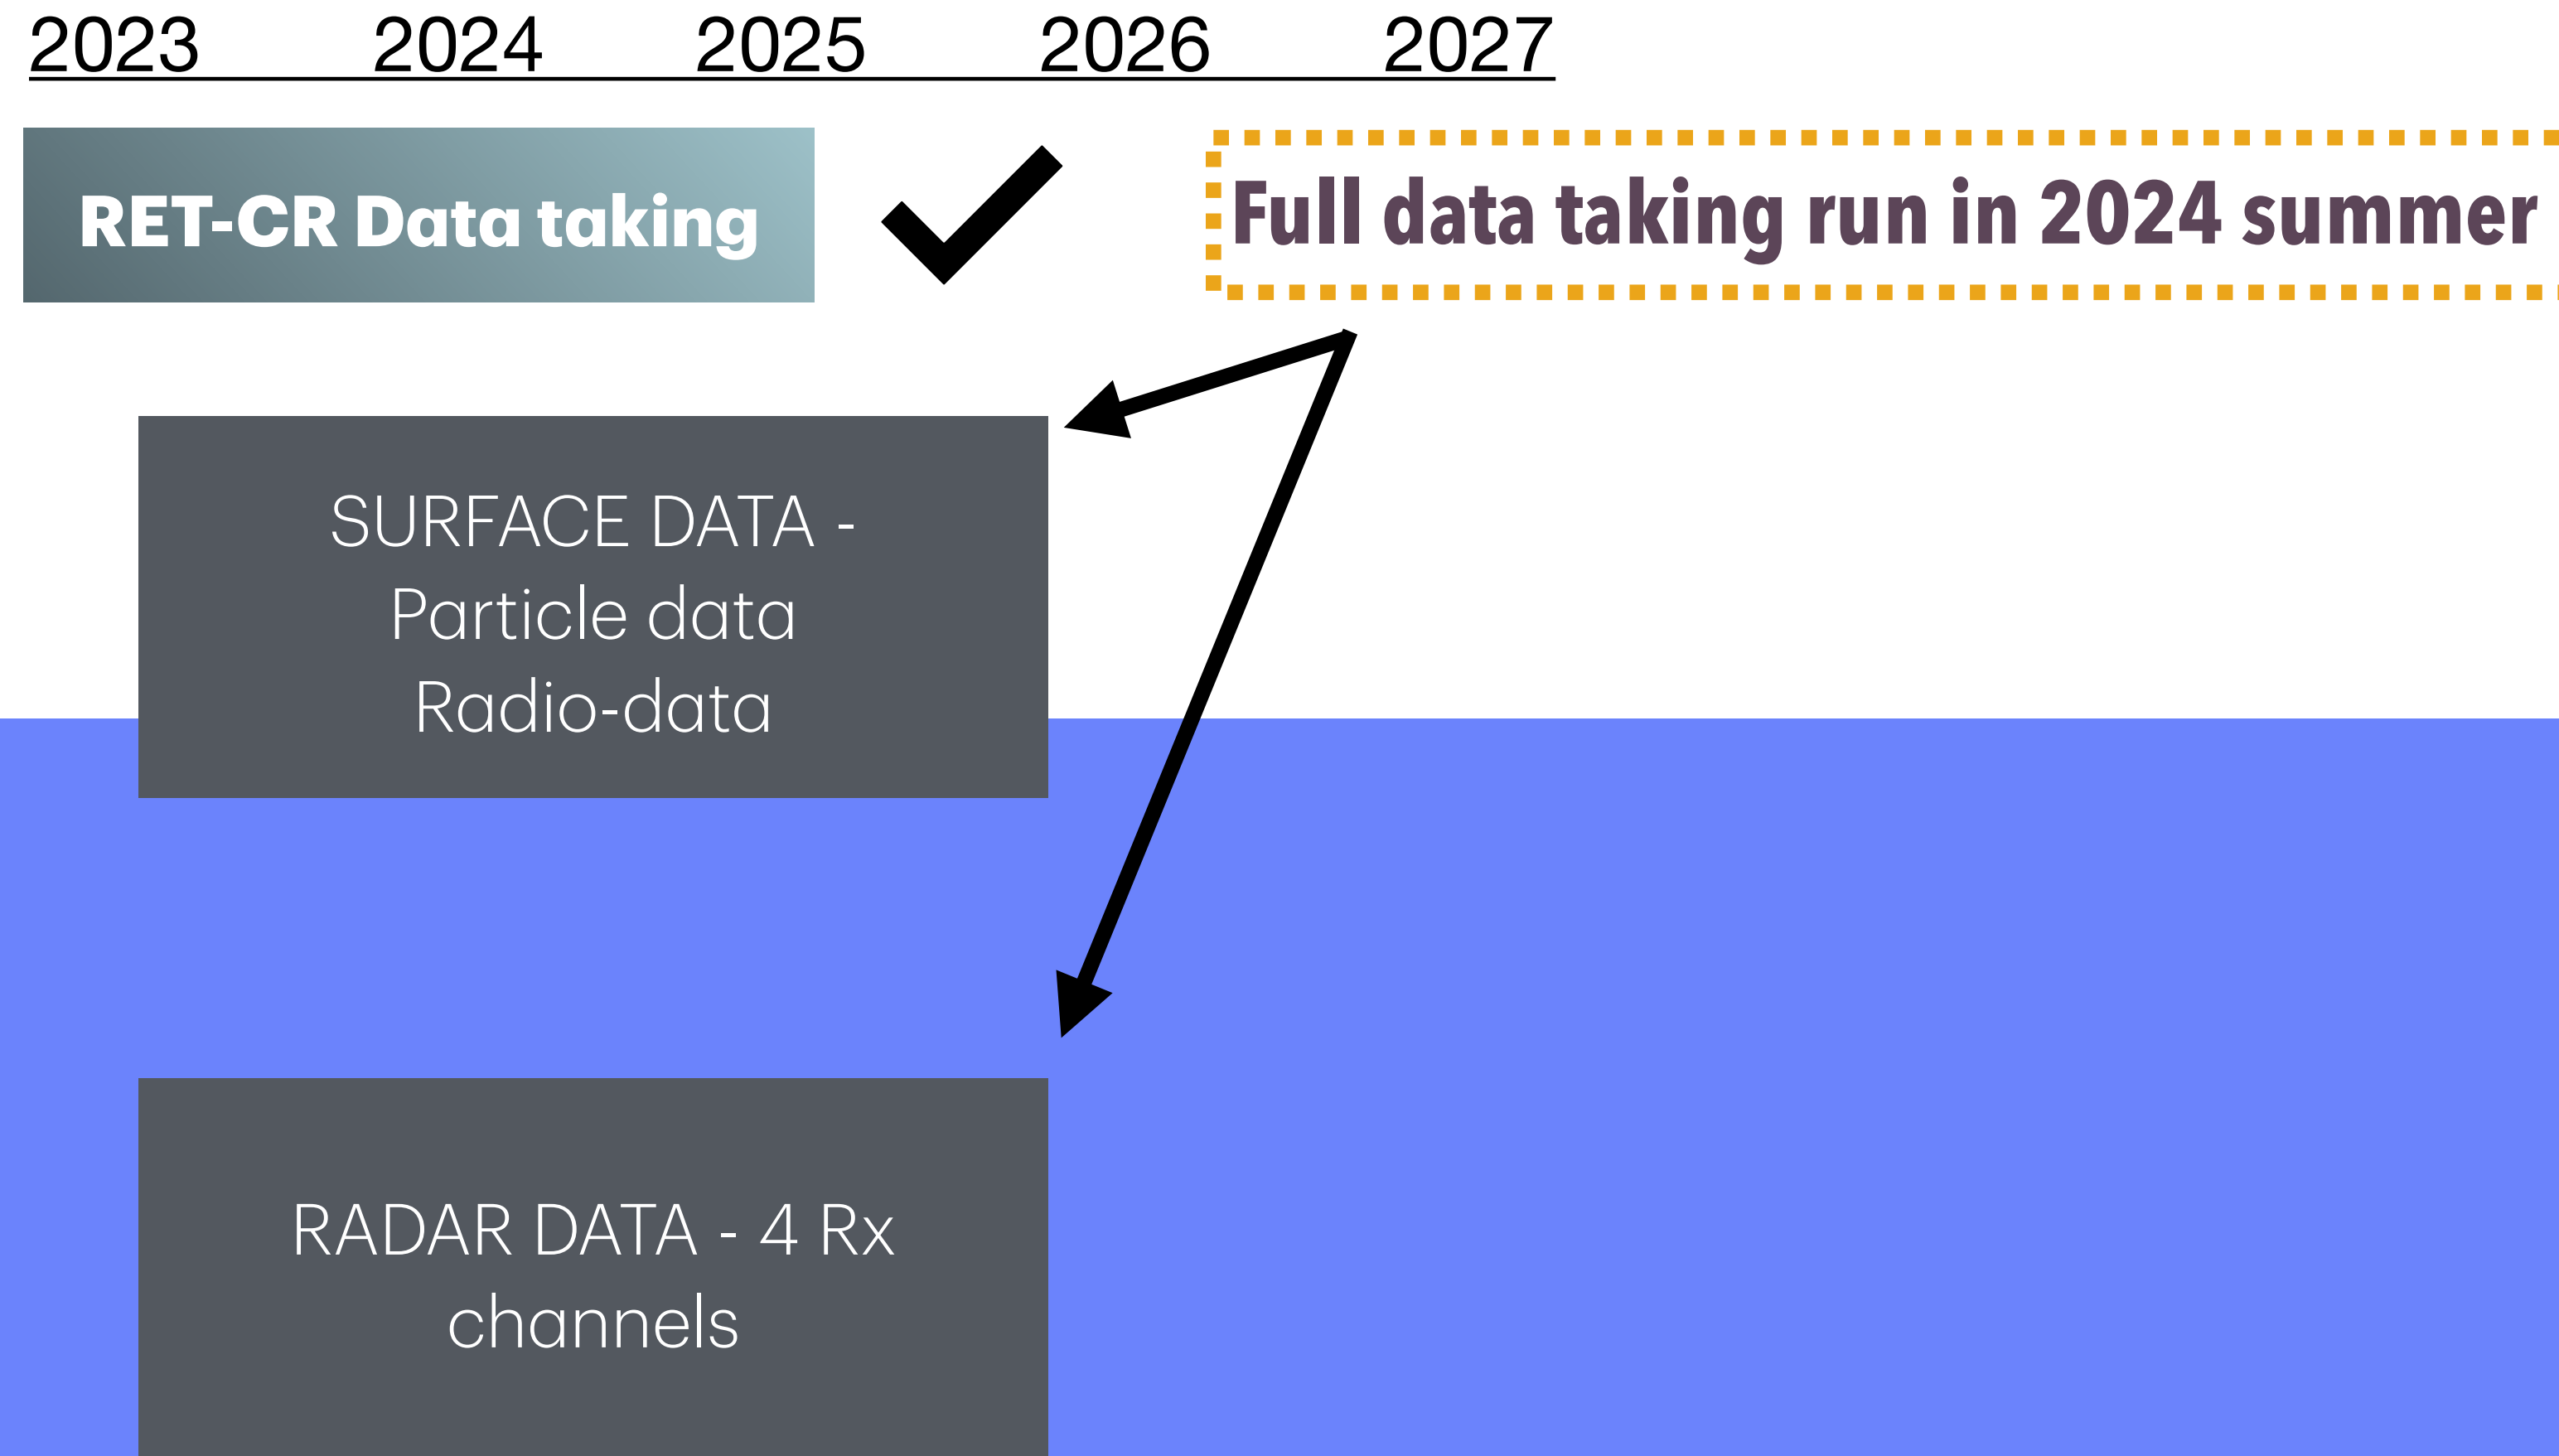 2023 2024 2025 2026 2027
RET-CR Data taking
Full data taking run in 2024 summer
SURFACE DATA -
Particle data
Radio-data
RADAR DATA - 4 Rx
channels